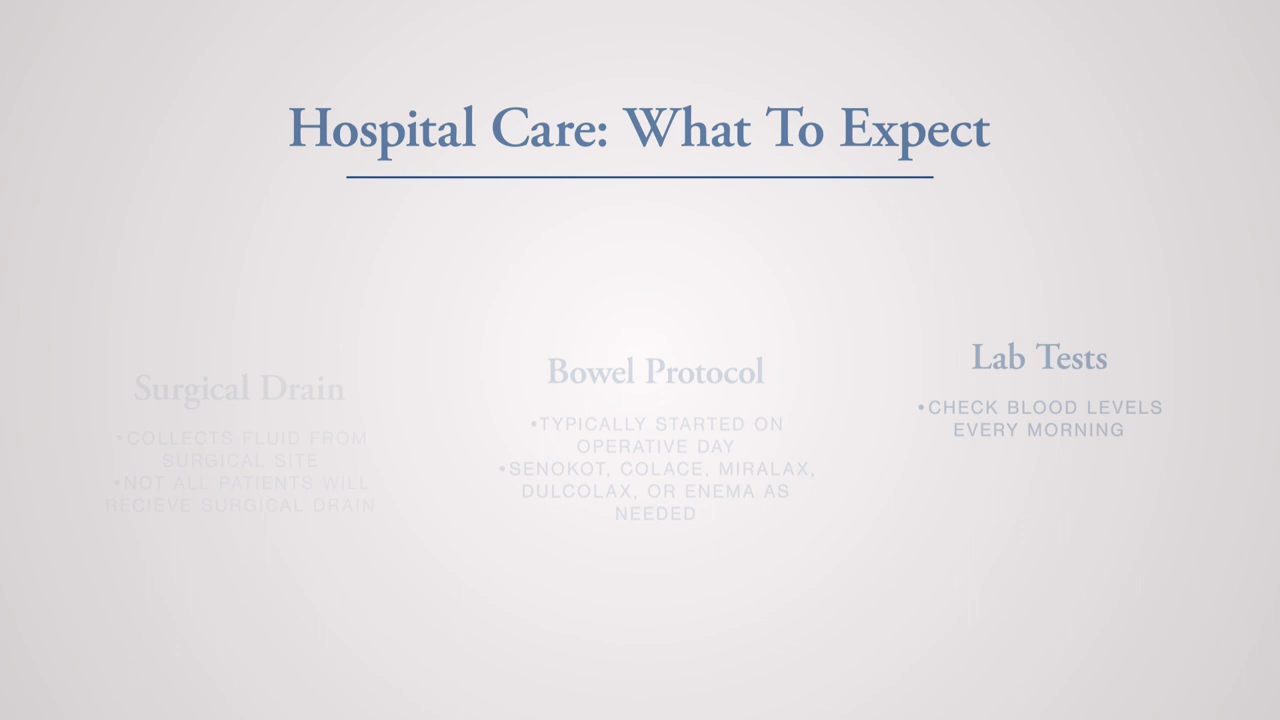 Hospital Care: What To Expect
Surgical Drain
•COLLECTS FLUID FROM
SURGICAL SITE
•NOT ALL PATIENTS WILL
RECIEVE SURGICAL DRAIN
Bowel Protocol
•TYPICALLY STARTED ON
OPERATIVE DAY
•SENOKOT, COLACE, MIRALAX,
DULCOLAX, OR ENEMA AS
NEEDED
Lab Tests
•CHECK BLOOD LEVELS
EVERY MORNING